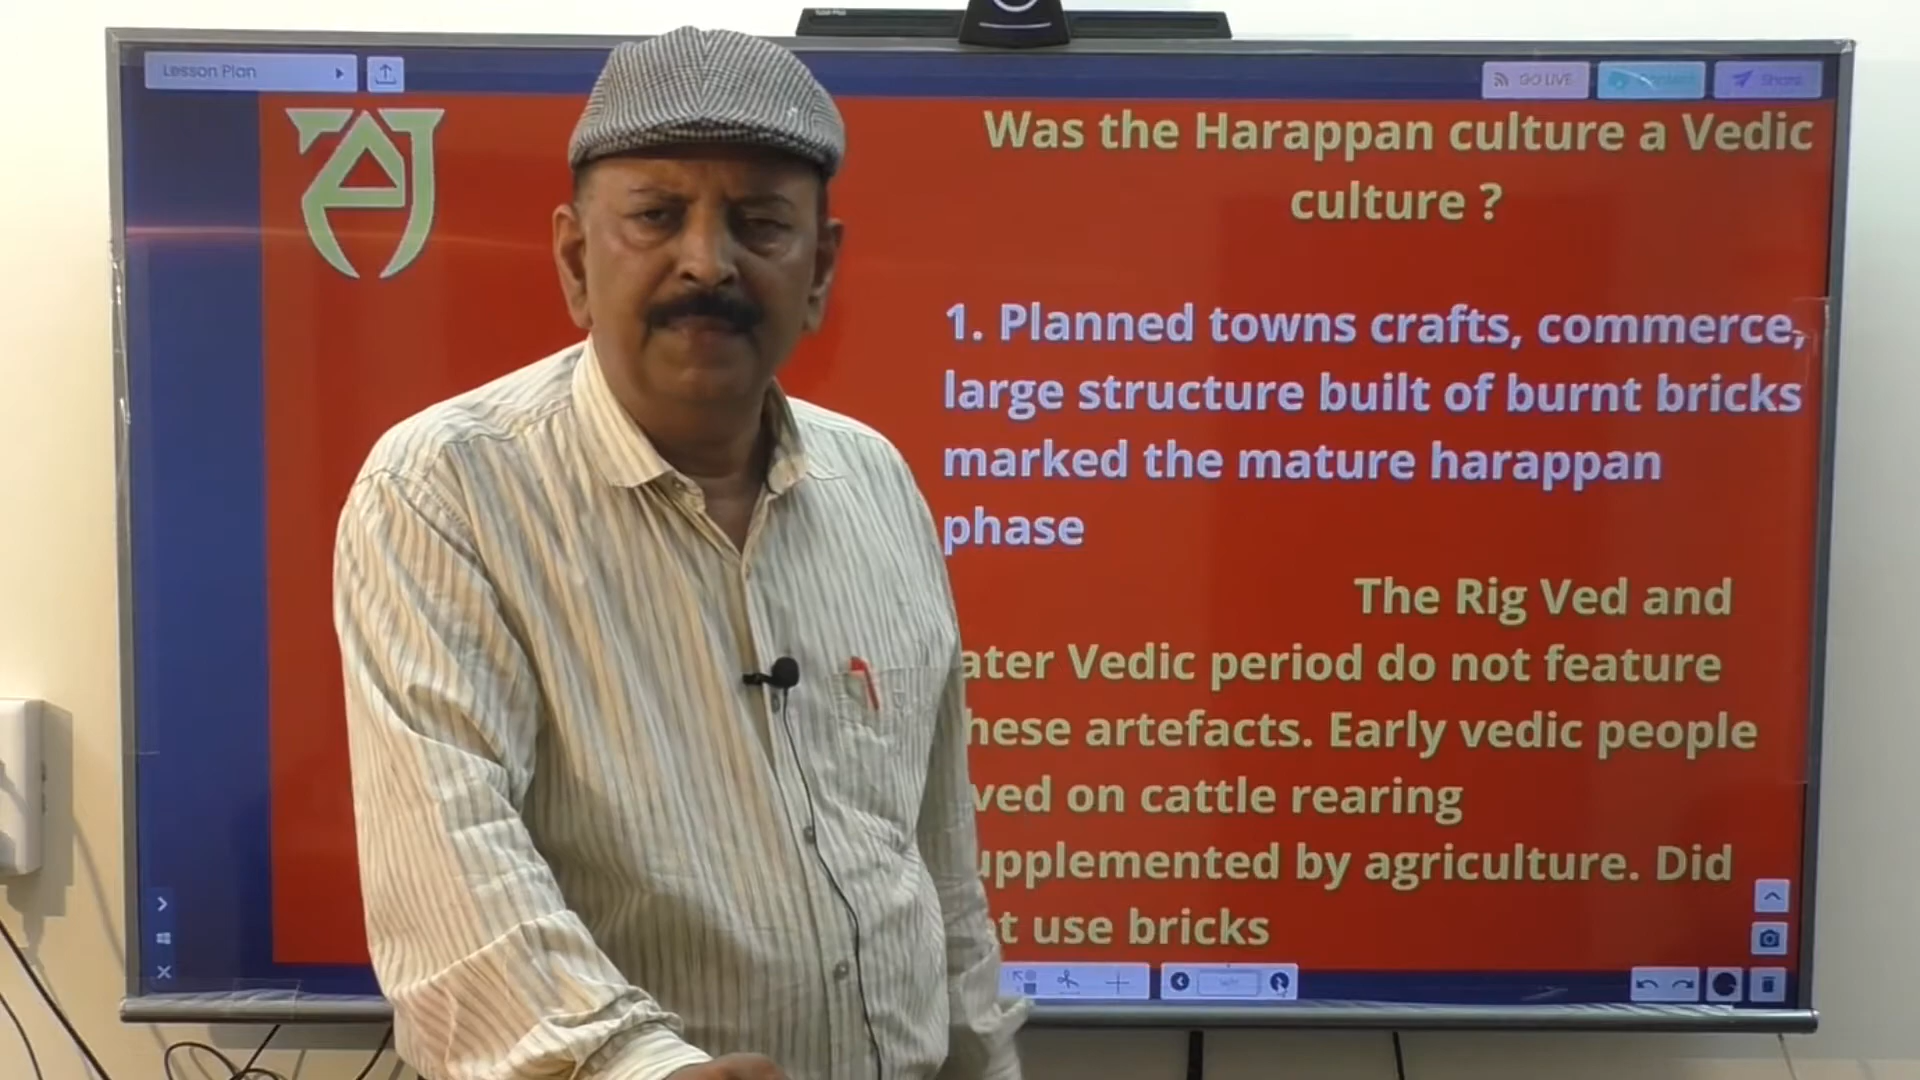 Lesson Plan
GO LIVE
Share
Was the Harappan culture a Vedic
culture ?
1. Planned towns crafts, commerce,
large structure built of burnt bricks
marked the mature harappan
phase
The Rig Ved and
ater Vedic period do not feature
hese artefacts. Early vedic people
ved on cattle rearing
upplemented by agriculture. Did
t use bricks